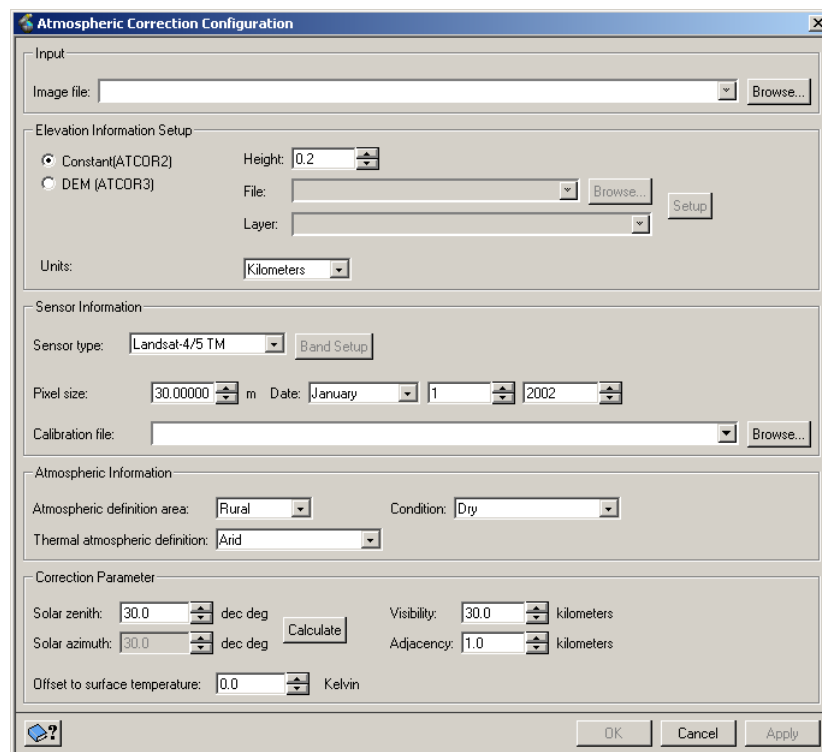 Atmospheric Correction Configuration
Input
Image file: Browse...
Elevation Information Setup
Constant(ATCOR2) Height: 0.2
DEM (ATCOR3) File: Browse... Setup
Layer:
Units: Kilometers
Sensor Information
Sensor type: Landsat-4/5 TM Band Setup
Pixel size: 30.00000 m Date: January 1 2002
Calibration file: Browse...
Atmospheric Information
Atmospheric definition area: Rural Condition: Dry
Thermal atmospheric definition: Arid
Correction Parameter
Solar zenith: 30.0 dec deg Calculate Visibility: 30.0 kilometers
Solar azimuth: 30.0 dec deg Adjacency: 1.0 kilometers
Offset to surface temperature: 0.0 Kelvin
? OK Cancel Apply